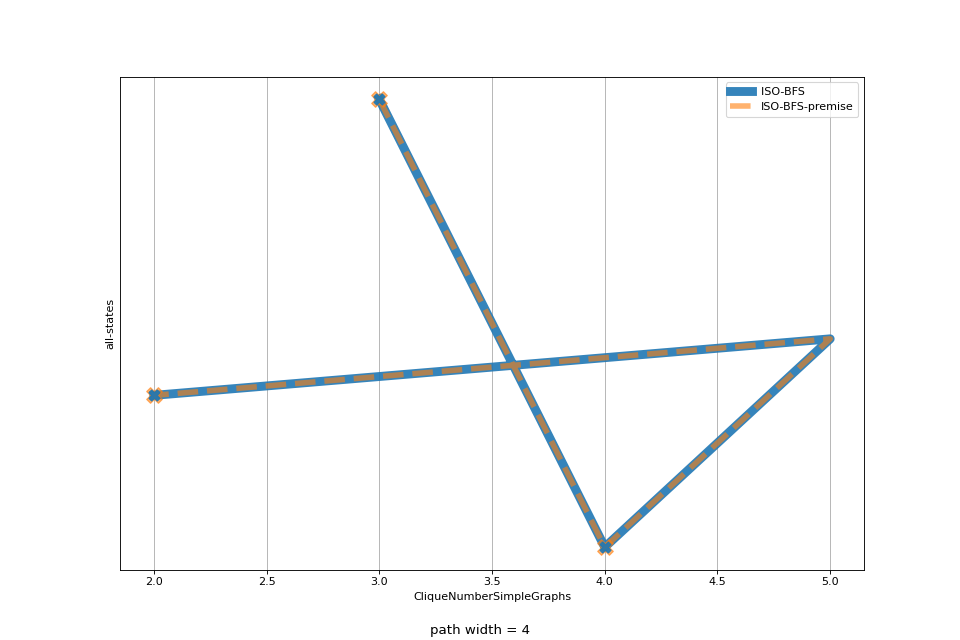 ISO-BFS
ISO-BFS-premise
all-states
2.0 2.5 3.0 3.5 4.0 4.5 5.0
CliqueNumberSimpleGraphs
path width = 4